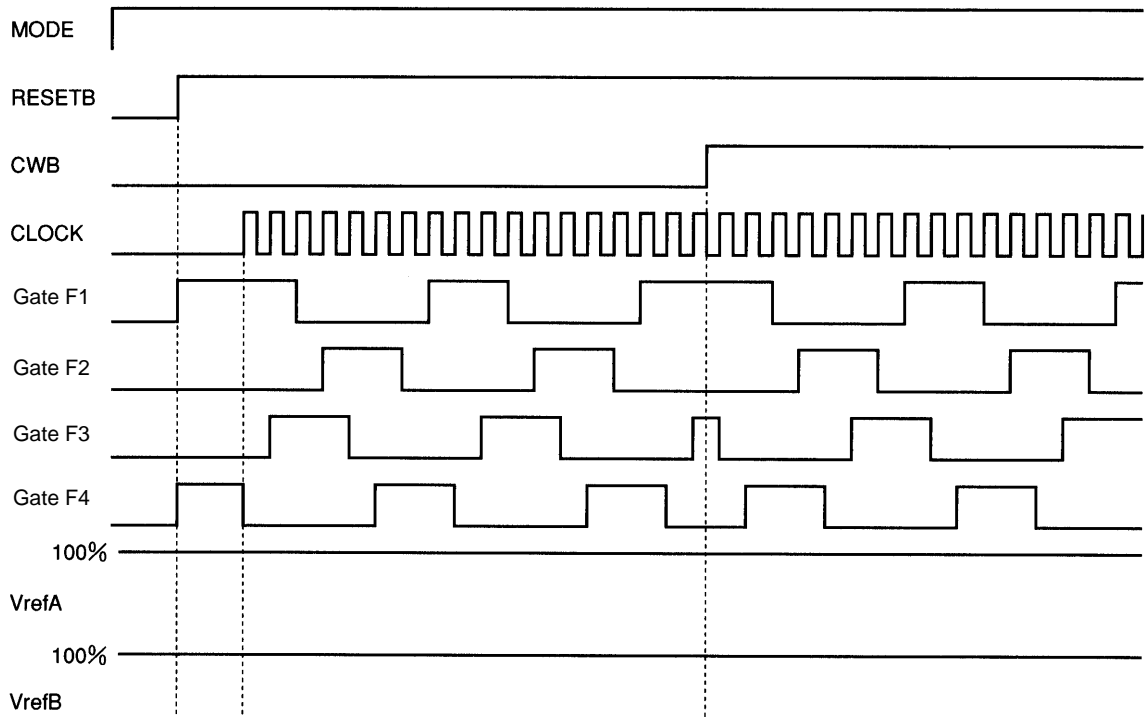 MODE
RESETB
CWB
CLOCK
Gate F1
Gate F2
Gate F3
Gate F4
100%
VrefA
100%
VrefB